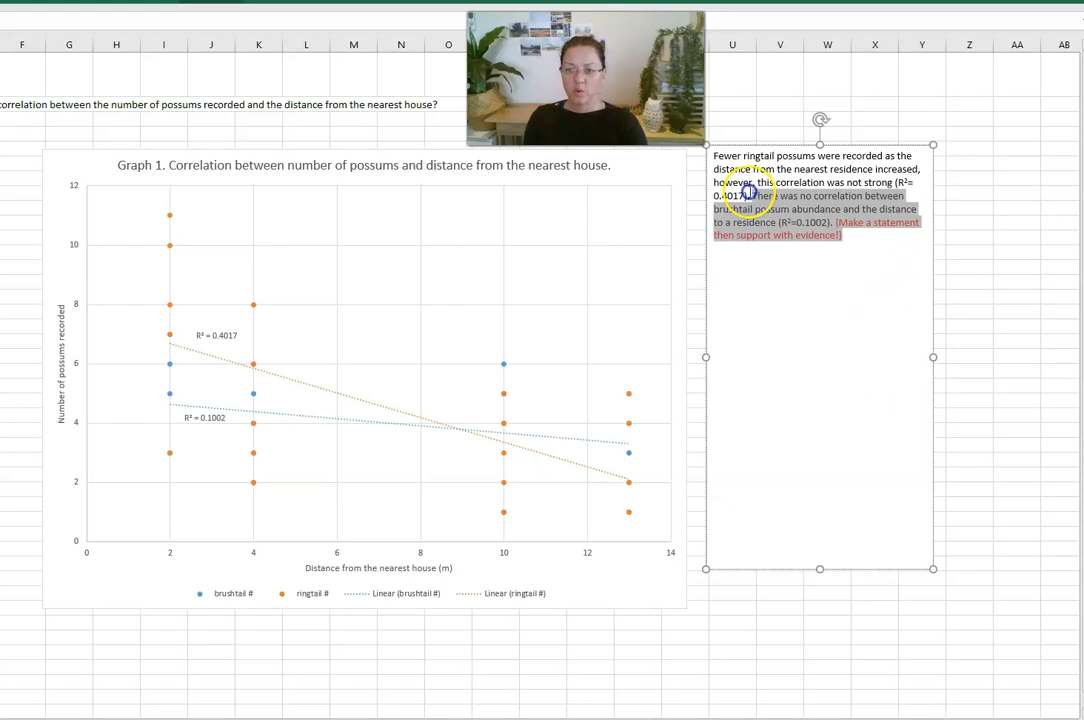 F G H I J K L M N O U V W X Y Z AA AB
correlation between the number of possums recorded and the distance from the nearest house?
Graph 1. Correlation between number of possums and distance from the nearest house.
12
10
8
6
4
2
0
Number of possums recorded
R² = 0.4017
R² = 0.1002
0 2 4 6 8 10 12 14
Distance from the nearest house (m)
brushtail # ringtail # Linear (brushtail #) Linear (ringtail #)
Fewer ringtail possums were recorded as the
distance from the nearest residence increased,
however, this correlation was not strong (R²=
0.4017). There was no correlation between
brushtail possum abundance and the distance
to a residence (R²=0.1002). (Make a statement
then support with evidence!)